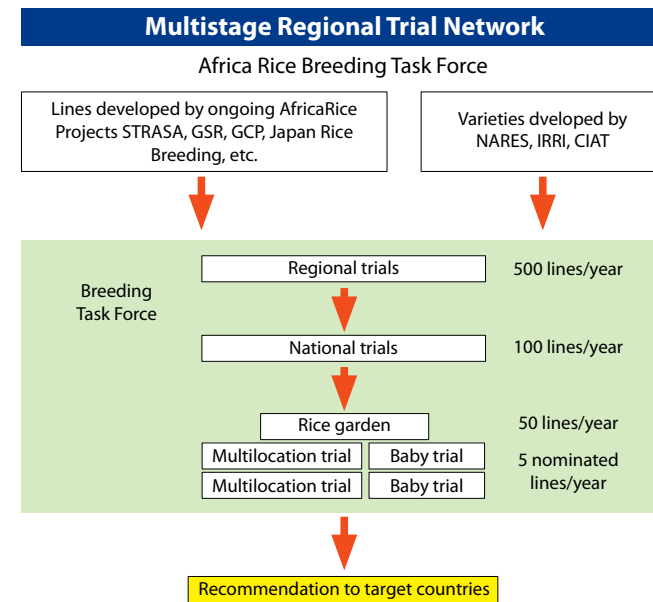 Multistage Regional Trial Network
Africa Rice Breeding Task Force
Lines developed by ongoing AfricaRice
Projects STRASA, GSR, GCP, Japan Rice
Breeding, etc.
Varieties dveloped by
NARES, IRRI, CIAT
Breeding
Task Force
Regional trials
500 lines/year
National trials
100 lines/year
Rice garden
50 lines/year
Multilocation trial
Baby trial
Multilocation trial
Baby trial
5 nominated
lines/year
Recommendation to target countries